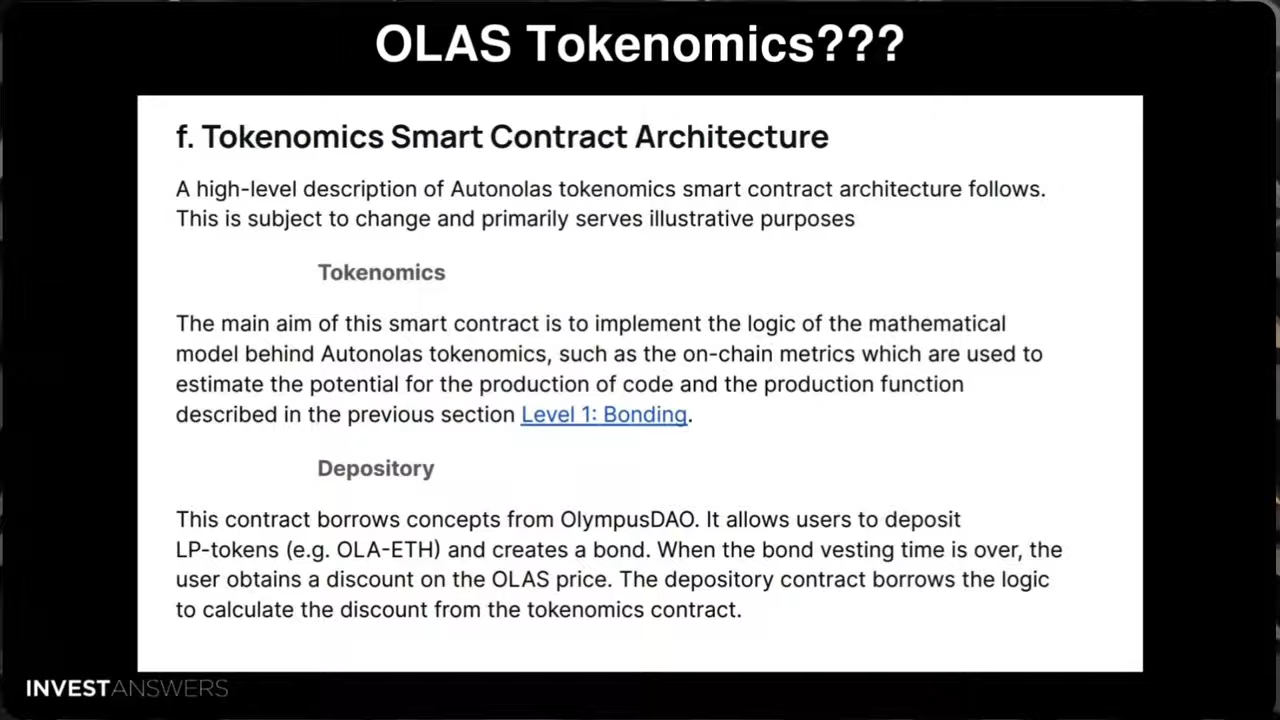 OLAS Tokenomics???
f. Tokenomics Smart Contract Architecture
A high-level description of Autonolas tokenomics smart contract architecture follows.
This is subject to change and primarily serves illustrative purposes
Tokenomics
The main aim of this smart contract is to implement the logic of the mathematical
model behind Autonolas tokenomics, such as the on-chain metrics which are used to
estimate the potential for the production of code and the production function
described in the previous section Level 1: Bonding.
Depository
This contract borrows concepts from OlympusDAO. It allows users to deposit
LP-tokens (e.g. OLA-ETH) and creates a bond. When the bond vesting time is over, the
user obtains a discount on the OLAS price. The depository contract borrows the logic
to calculate the discount from the tokenomics contract.
INVESTANSWERS